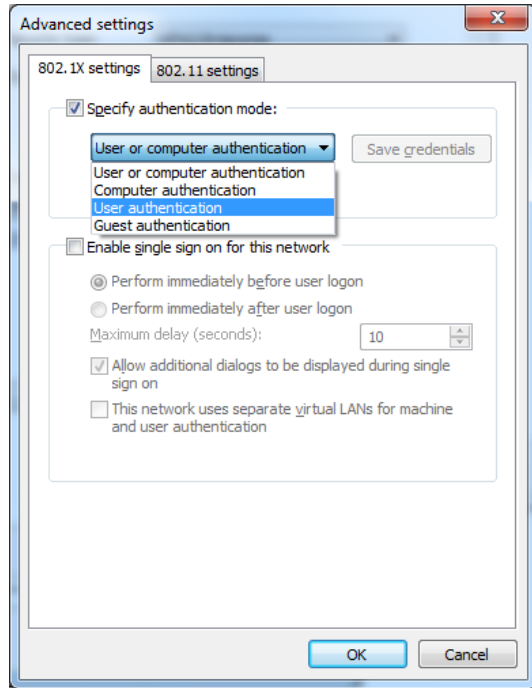 Advanced settings
802.1X settings
802.11 settings
Specify authentication mode:
User or computer authentication
Save credentials
User or computer authentication
Computer authentication
User authentication
Guest authentication
Enable single sign on for this network
Perform immediately before user logon
Perform immediately after user logon
Maximum delay (seconds):
10
Allow additional dialogs to be displayed during single
sign on
This network uses separate virtual LANs for machine
and user authentication
OK
Cancel